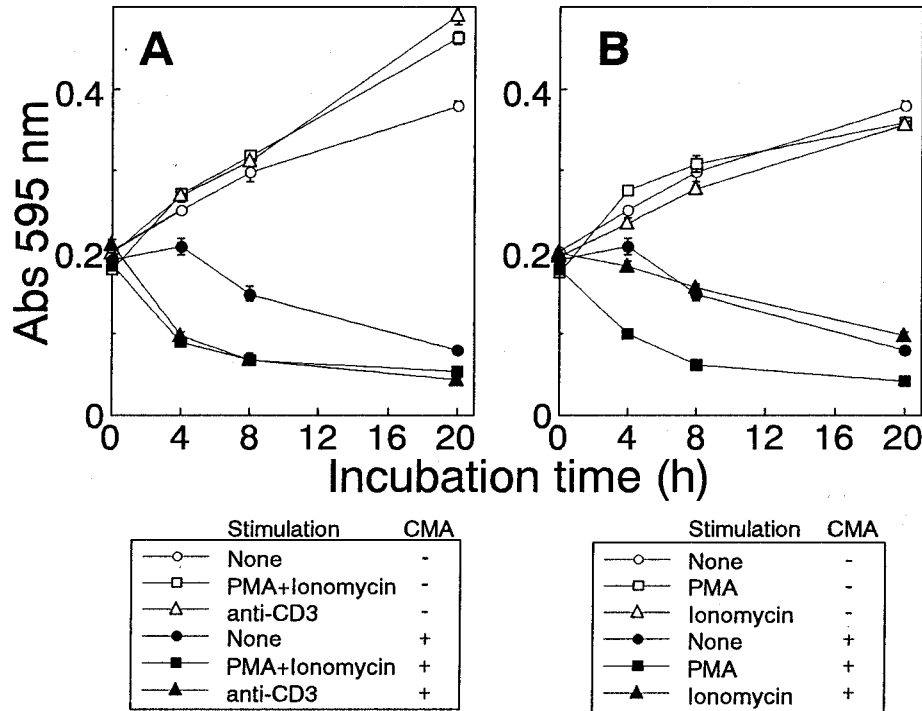 A
B
0.4
0.2
0
0.4
0.2
0
Abs 595 nm
0 4 8 12 16 20
0 4 8 12 16 20
Incubation time (h)
Stimulation CMA
None -
PMA+Ionomycin -
anti-CD3 -
None +
PMA+Ionomycin +
anti-CD3 +
Stimulation CMA
None -
PMA -
Ionomycin -
None +
PMA +
Ionomycin +